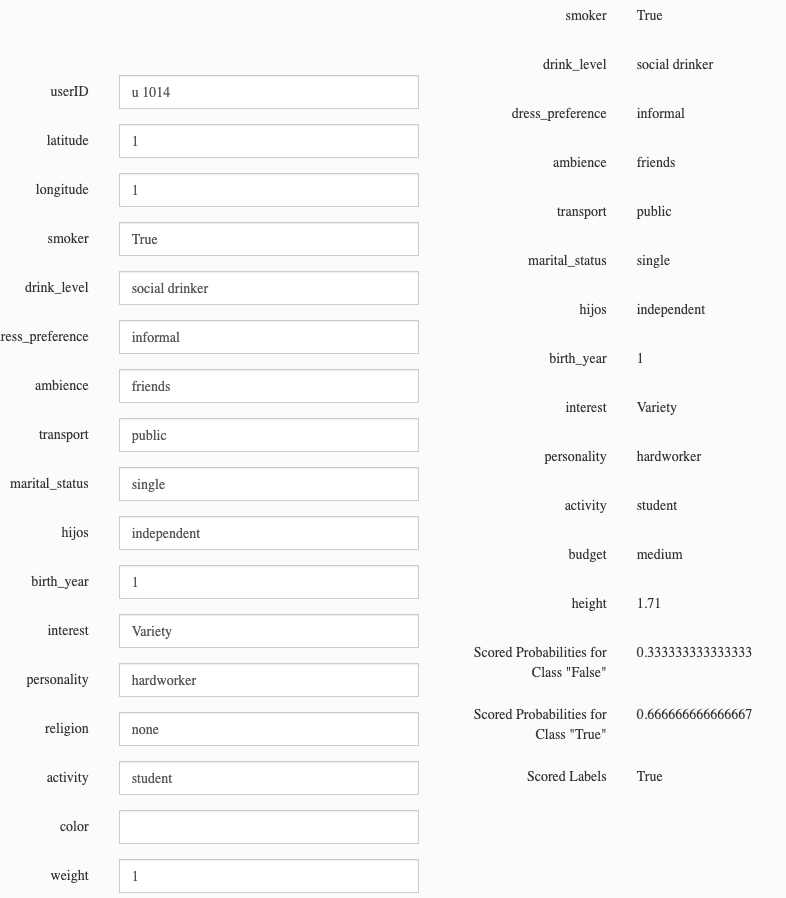 userID u 1014
latitude 1
longitude 1
smoker True
drink_level social drinker
ress_preference informal
ambience friends
transport public
marital_status single
hijos independent
birth_year 1
interest Variety
personality hardworker
religion none
activity student
color
weight 1
smoker True
drink_level social drinker
dress_preference informal
ambience friends
transport public
marital_status single
hijos independent
birth_year 1
interest Variety
personality hardworker
activity student
budget medium
height 1.71
Scored Probabilities for 0.333333333333333
Class "False"
Scored Probabilities for 0.666666666666667
Class "True"
Scored Labels True